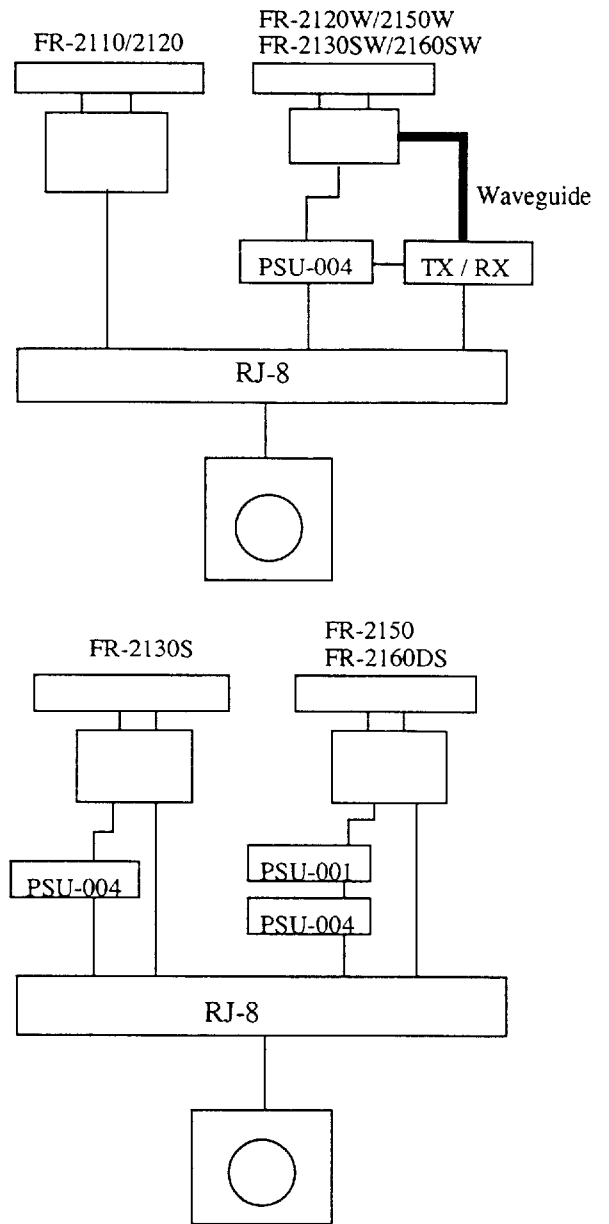 FR-2110/2120
FR-2120W/2150W
FR-2130SW/2160SW
Waveguide
PSU-004
TX / RX
RJ-8
FR-2130S
FR-2150
FR-2160DS
PSU-004
PSU-001
PSU-004
RJ-8